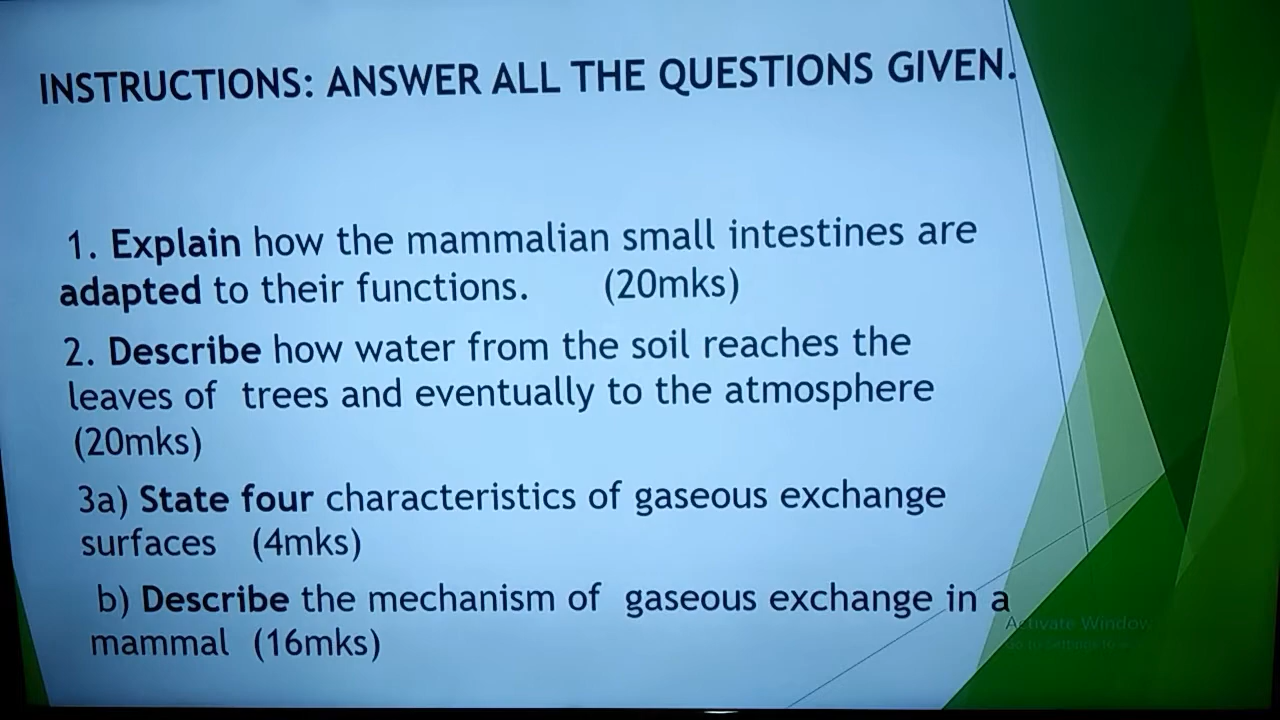 INSTRUCTIONS: ANSWER ALL THE QUESTIONS GIVEN.
1. Explain how the mammalian small intestines are
adapted to their functions. (20mks)
2. Describe how water from the soil reaches the
leaves of trees and eventually to the atmosphere
(20mks)
3a) State four characteristics of gaseous exchange
surfaces (4mks)
b) Describe the mechanism of gaseous exchange in a
mammal (16mks)
Activate Window